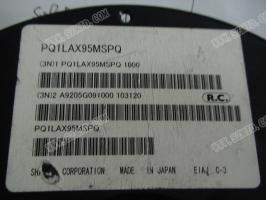 PQ1LAX95MSPQ
(3N)1 PQ1LAX95MSPQ 1000
(3N)2 A9205G091000 103120
R.C.
PQ1LAX95MSPQ
CORPORATION MADE IN JAPAN EIAJ C-3